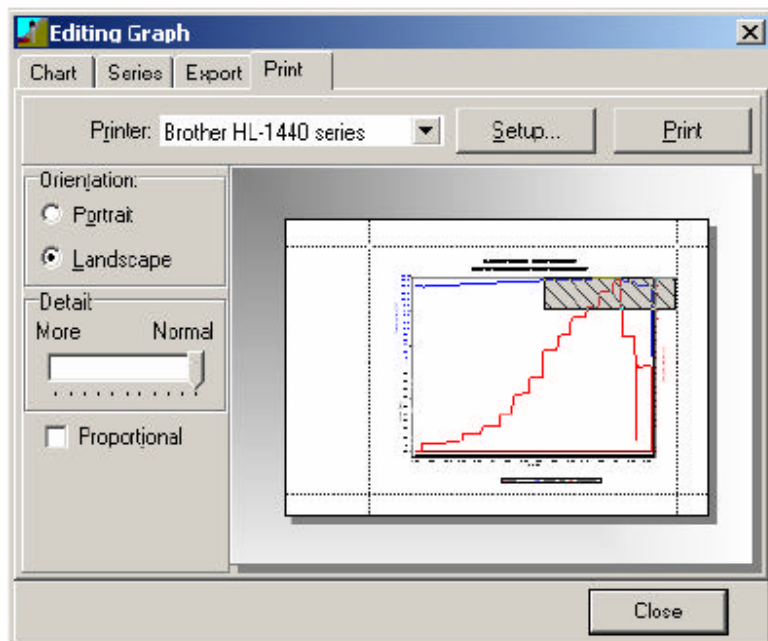 Editing Graph
Chart Series Export Print
Printer: Brother HL-1440 series Setup... Print
Orientation:
Portrait
Landscape
Detail:
More Normal
Proportional
Close